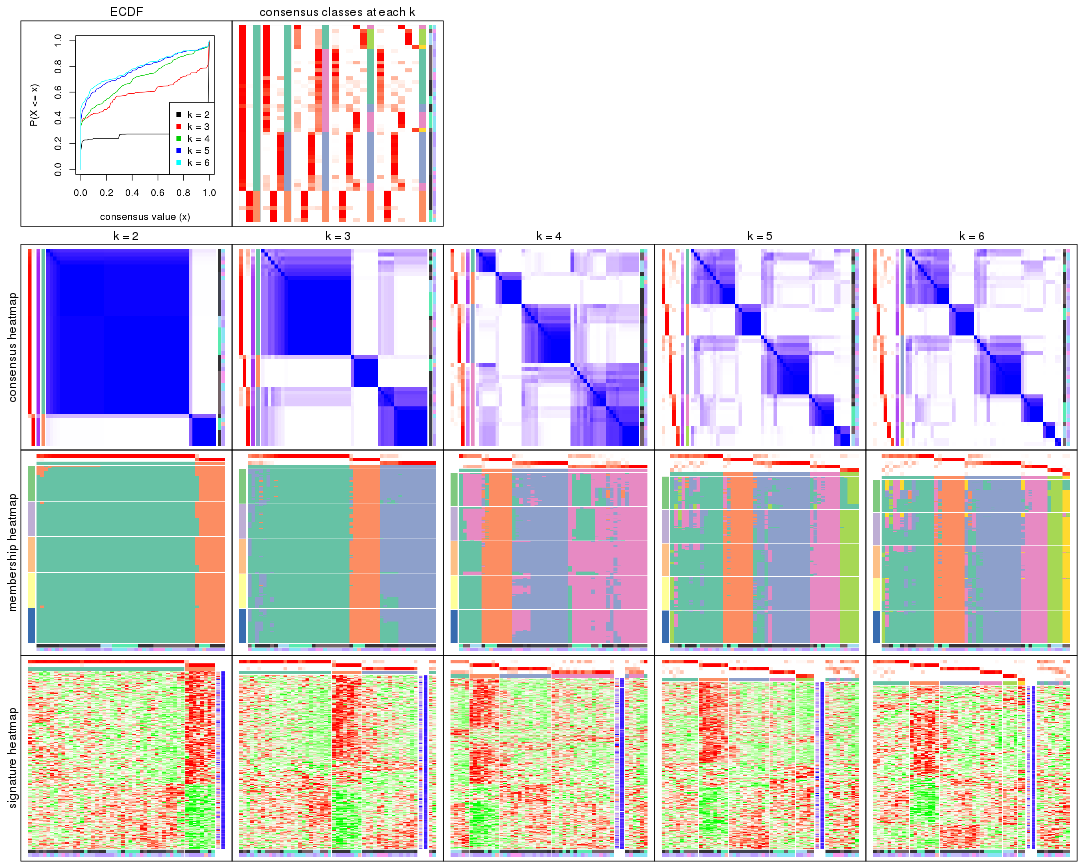 ECDF
consensus classes at each k
P(X <= x)
1.0
0.8
0.6
0.4
0.2
0.0
k = 2
k = 3
k = 4
k = 5
k = 6
0.0 0.2 0.4 0.6 0.8 1.0
consensus value (x)
k = 2
k = 3
k = 4
k = 5
k = 6
consensus heatmap
membership heatmap
signature heatmap